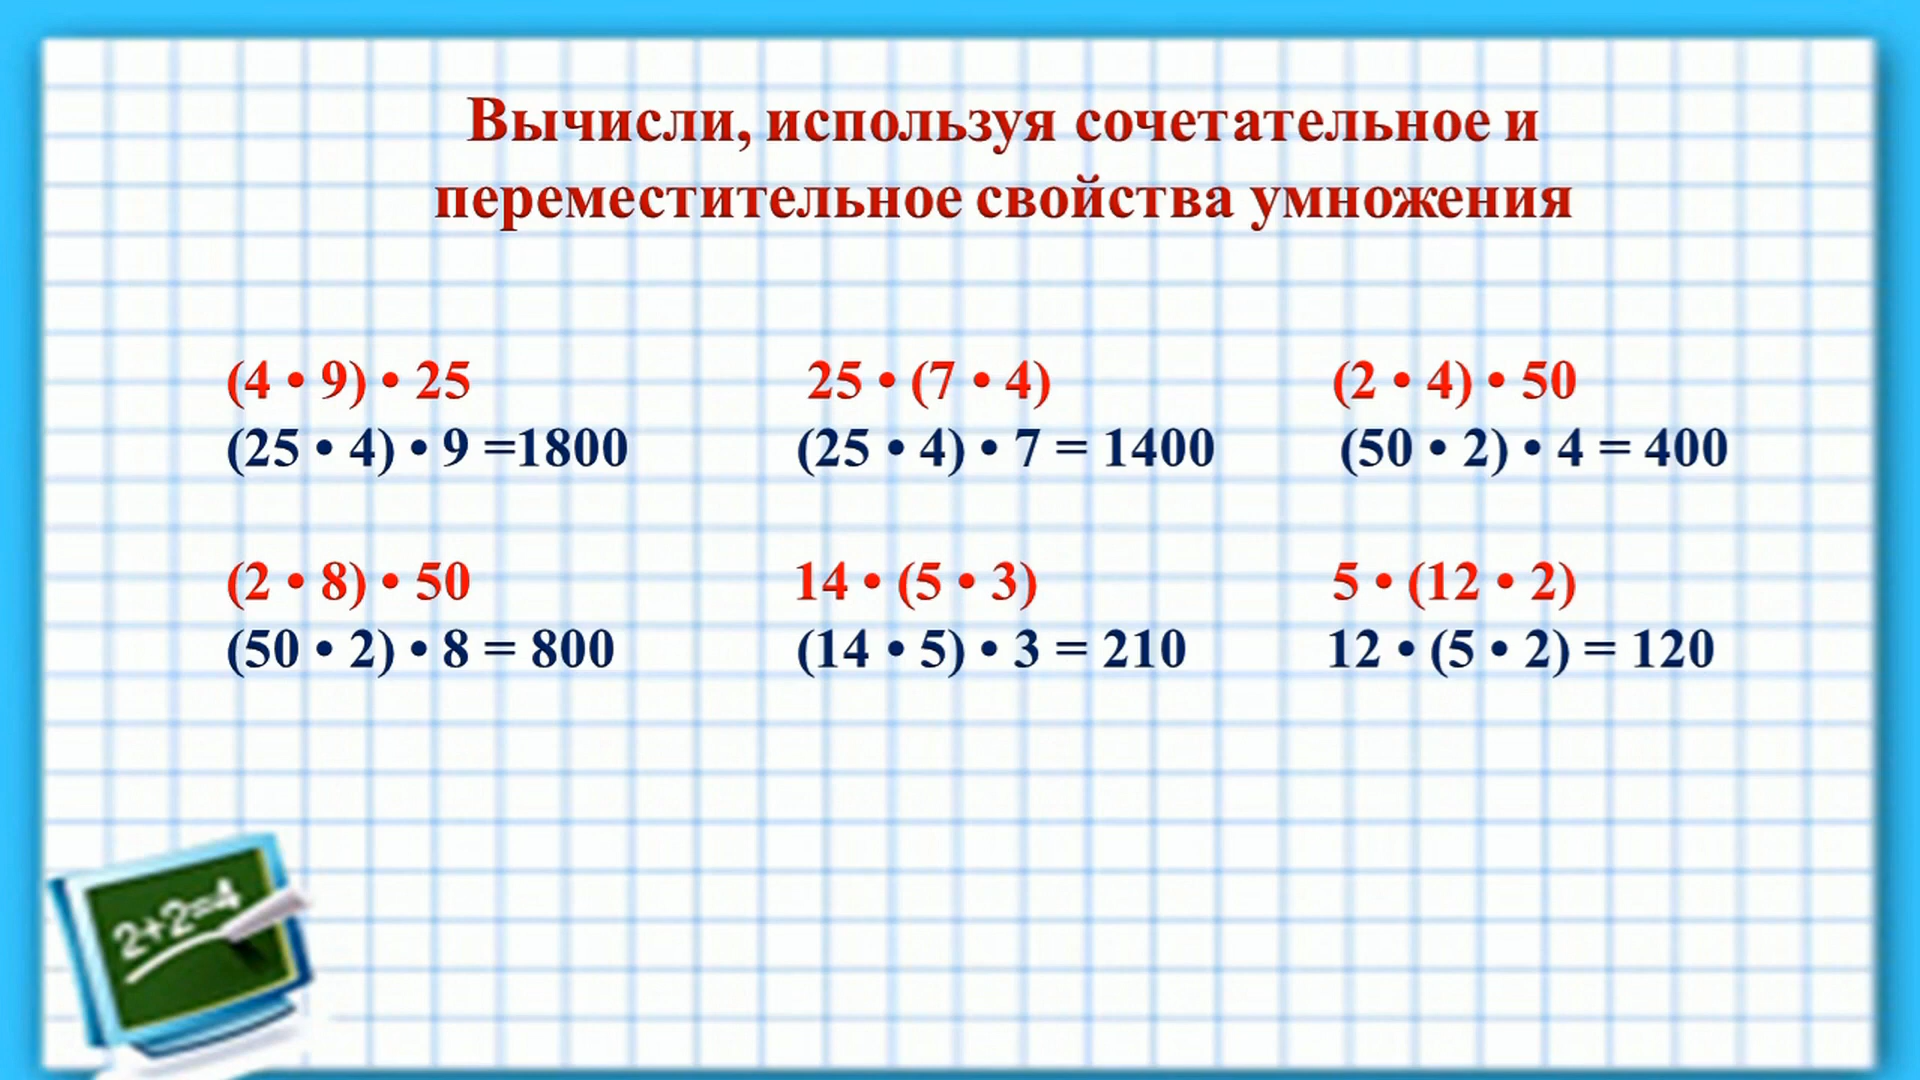 Вычисли, используя сочетательное и
переместительное свойства умножения
(4 • 9) • 25 25 • (7 • 4) (2 • 4) • 50
(25 • 4) • 9 =1800 (25 • 4) • 7 = 1400 (50 • 2) • 4 = 400
(2 • 8) • 50 14 • (5 • 3) 5 • (12 • 2)
(50 • 2) • 8 = 800 (14 • 5) • 3 = 210 12 • (5 • 2) = 120
2+2=4